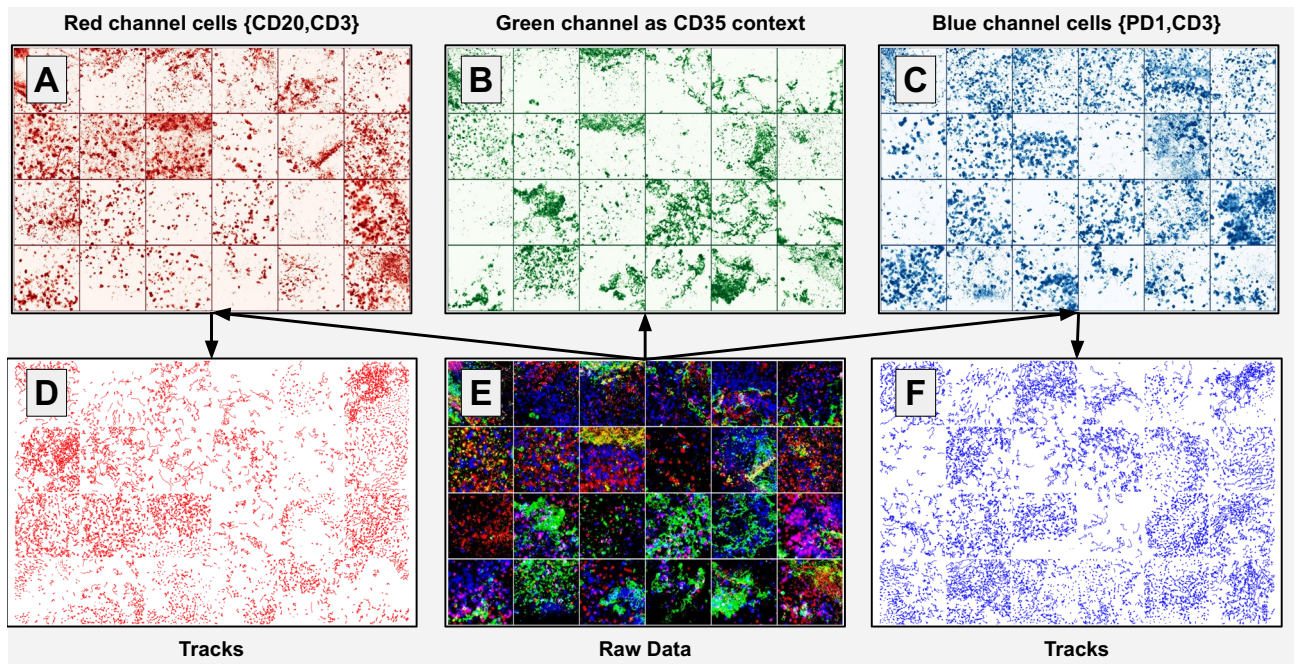 Red channel cells {CD20,CD3}
Green channel as CD35 context
Blue channel cells {PD1,CD3}
A
B
C
D
E
F
Tracks
Raw Data
Tracks